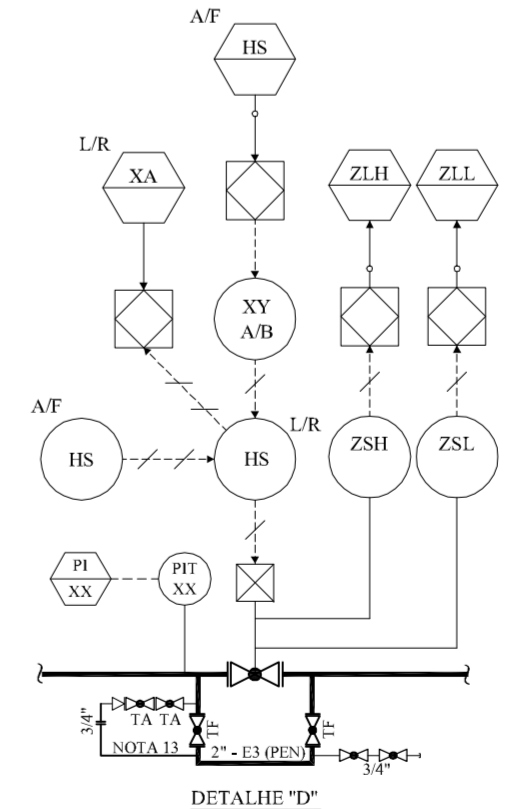 A/F
HS
L/R
XA
ZLH
ZLL
XY
A/B
A/F
L/R
HS
HS
ZSH
ZSL
PI
XX
PIT
XX
3/4"
TA TA
TF
TF
NOTA 13
2" - E3 (PEN)
3/4"
DETALHE "D"